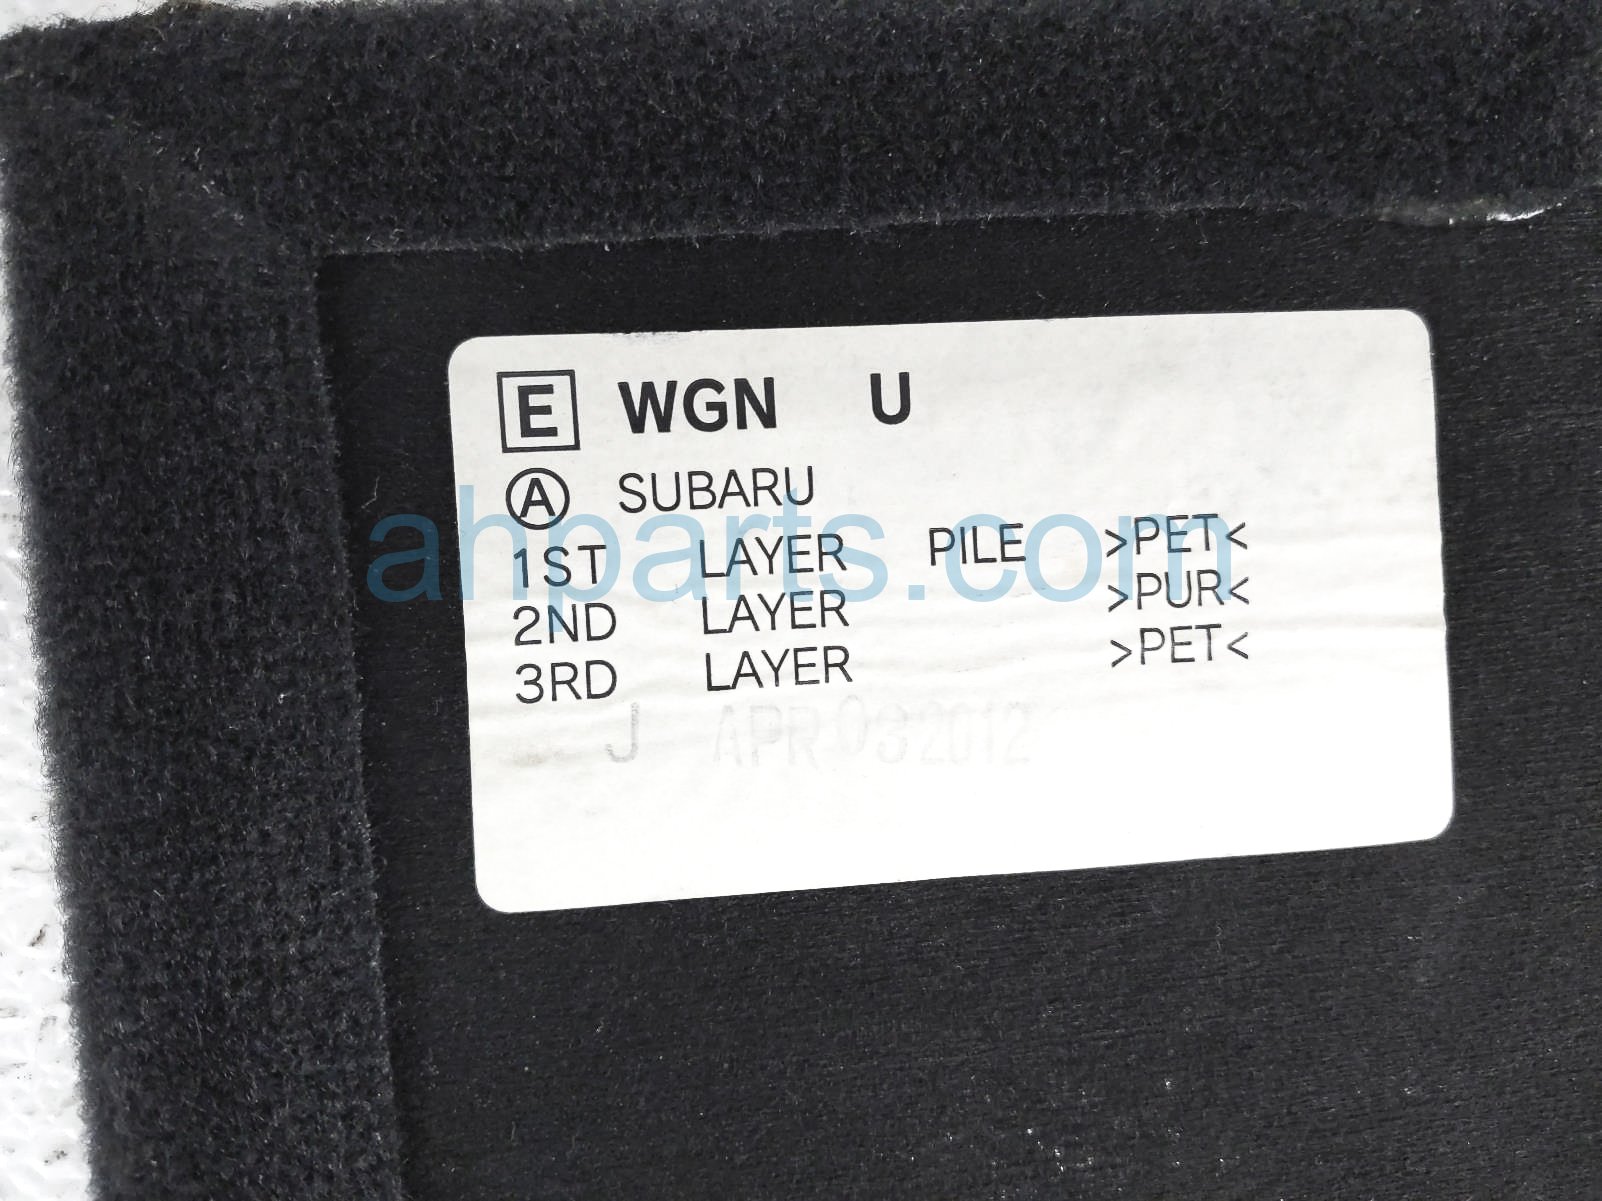 E WGN U
A SUBARU
1ST LAYER PILE >PET<
2ND LAYER >PUR<
3RD LAYER >PET<
J APR 03 2012
ahparts.com